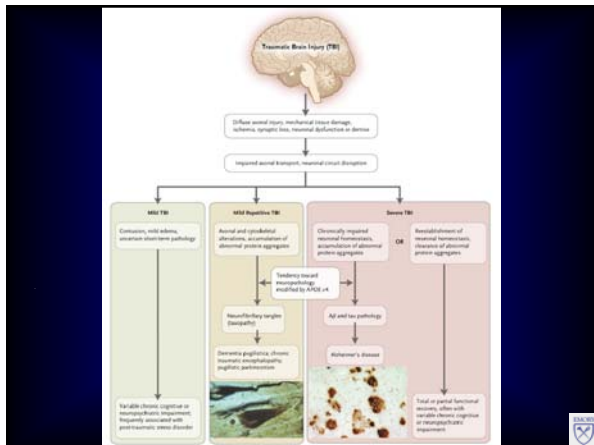 Traumatic Brain Injury (TBI)
Diffuse axonal injury, mechanical tissue damage,
ischemia, synaptic loss, neuronal dysfunction or demise
Impaired axonal transport, neuronal circuit disruption
Mild TBI
Contusion, mild edema,
uncertain short-term pathology
Variable chronic cognitive or
neuropsychiatric impairment;
frequently associated with
post-traumatic stress disorder
Mild Repetitive TBI
Axonal and cytoskeletal
alterations, accumulation of
abnormal protein aggregates
Tendency toward
neuropathology
modified by APOE ε4
Neurofibrillary tangles
(tauopathy)
Dementia pugilistica; chronic
traumatic encephalopathy;
pugilistic parkinsonism
Severe TBI
Chronically impaired
neuronal homeostasis,
accumulation of abnormal
protein aggregates
OR
Reestablishment of
neuronal homeostasis,
clearance of abnormal
protein aggregates
Aβ and tau pathology
Alzheimer's disease
Total or partial functional
recovery, often with
variable chronic cognitive
or neuropsychiatric
impairment
EMORY